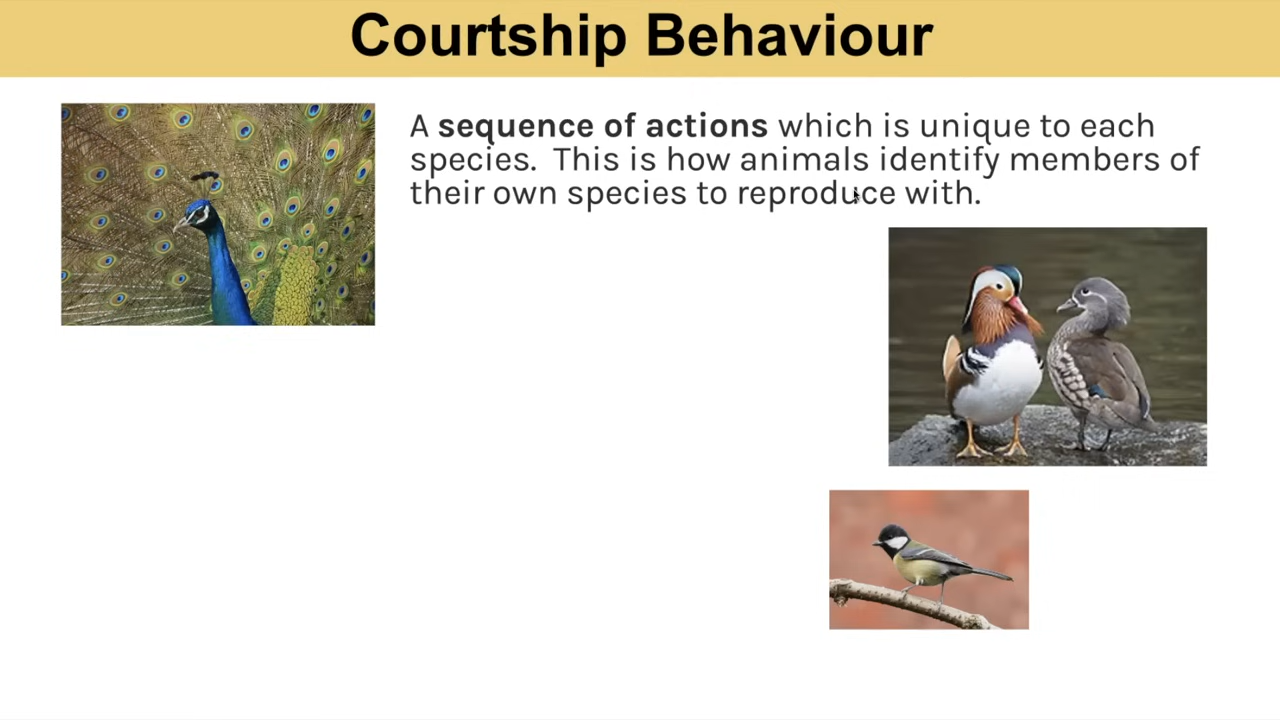 Courtship Behaviour
A sequence of actions which is unique to each
species.  This is how animals identify members of
their own species to reproduce with.